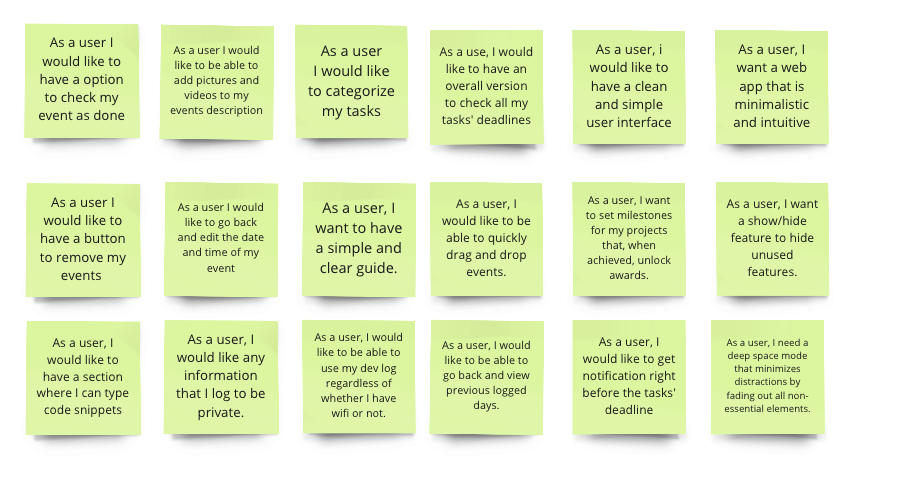 As a user I
would like to
have a option
to check my
event as done
As a user I would
like to be able to
add pictures and
videos to my
events description
As a user
I would like
to categorize
my tasks
As a use, I would
like to have an
overall version
to check all my
tasks' deadlines
As a user, i
would like to
have a clean
and simple
user interface
As a user, I
want a web
app that is
minimalistic
and intuitive
As a user I
would like to
have a button
to remove my
events
As a user I would
like to go back
and edit the date
and time of my
event
As a user, I
want to have
a simple and
clear guide.
As a user, I
would like to be
able to quickly
drag and drop
events.
As a user, I want
to set milestones
for my projects
that, when
achieved, unlock
awards.
As a user, I want
a show/hide
feature to hide
unused
features.
As a user, I
would like to
have a section
where I can type
code snippets
As a user, I
would like any
information
that I log to be
private.
As a user, I would
like to be able to
use my dev log
regardless of
whether I have
wifi or not.
As a user, I would
like to be able to
go back and view
previous logged
days.
As a user, I
would like to get
notification right
before the tasks'
deadline
As a user, I need a
deep space mode
that minimizes
distractions by
fading out all non-
essential elements.